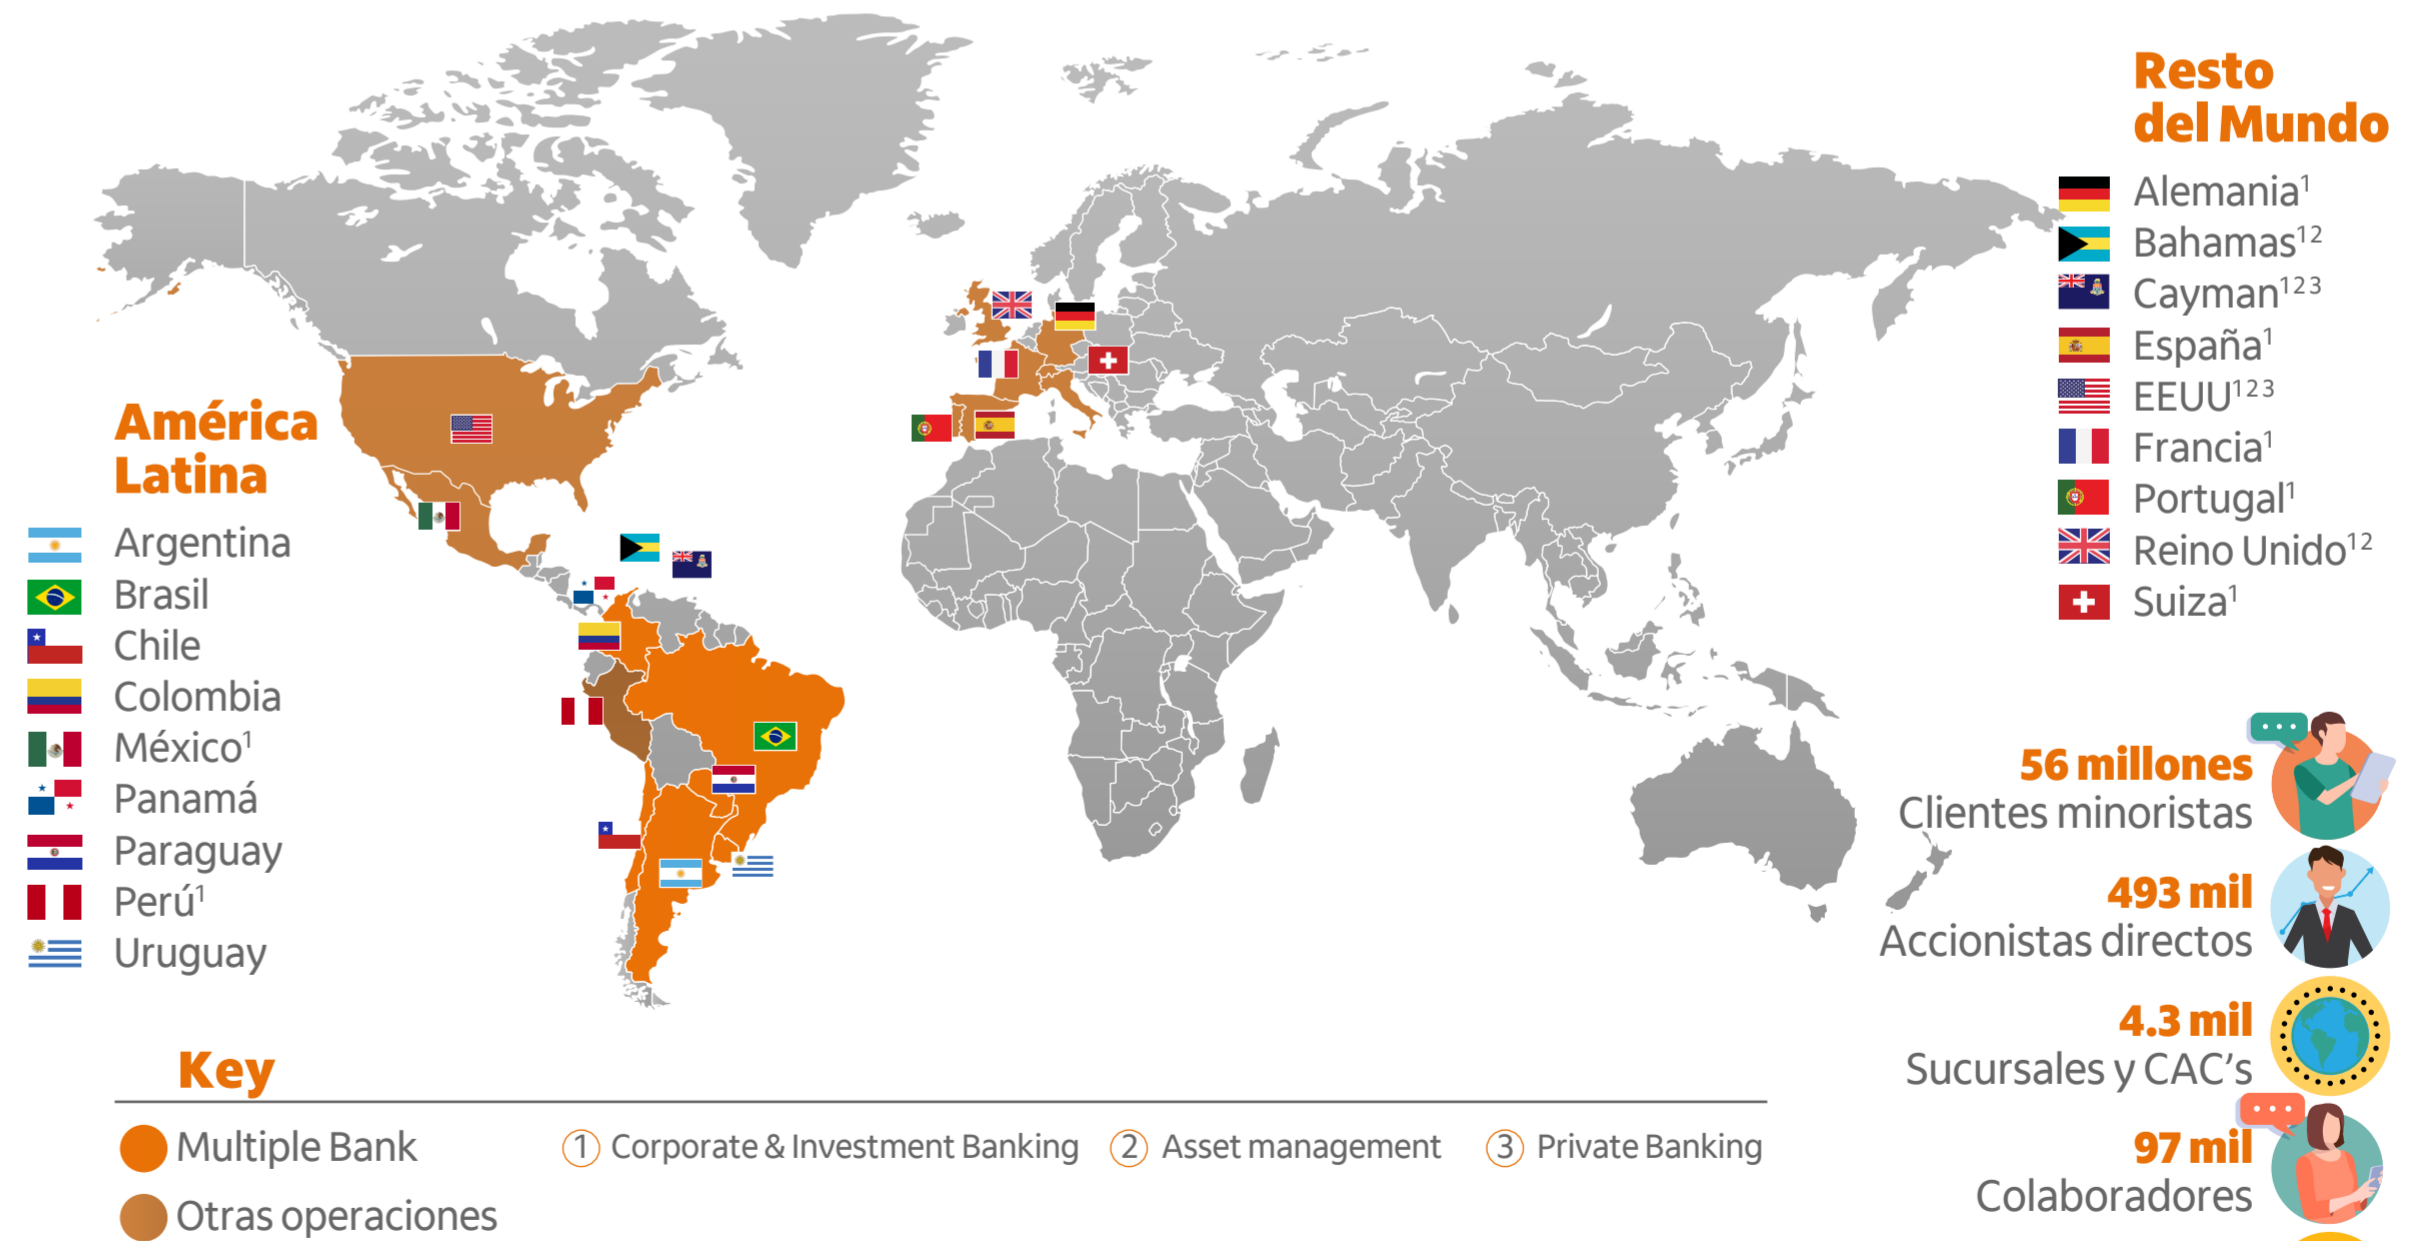 América
Latina
Argentina
Brasil
Chile
Colombia
México¹
Panamá
Paraguay
Perú¹
Uruguay
Resto
del Mundo
Alemania¹
Bahamas¹²
Cayman¹²³
España¹
EEUU¹²³
Francia¹
Portugal¹
Reino Unido¹²
Suiza¹
56 millones
Clientes minoristas
493 mil
Accionistas directos
4.3 mil
Sucursales y CAC’s
97 mil
Colaboradores
Key
Multiple Bank
1 Corporate & Investment Banking 2 Asset management 3 Private Banking
Otras operaciones